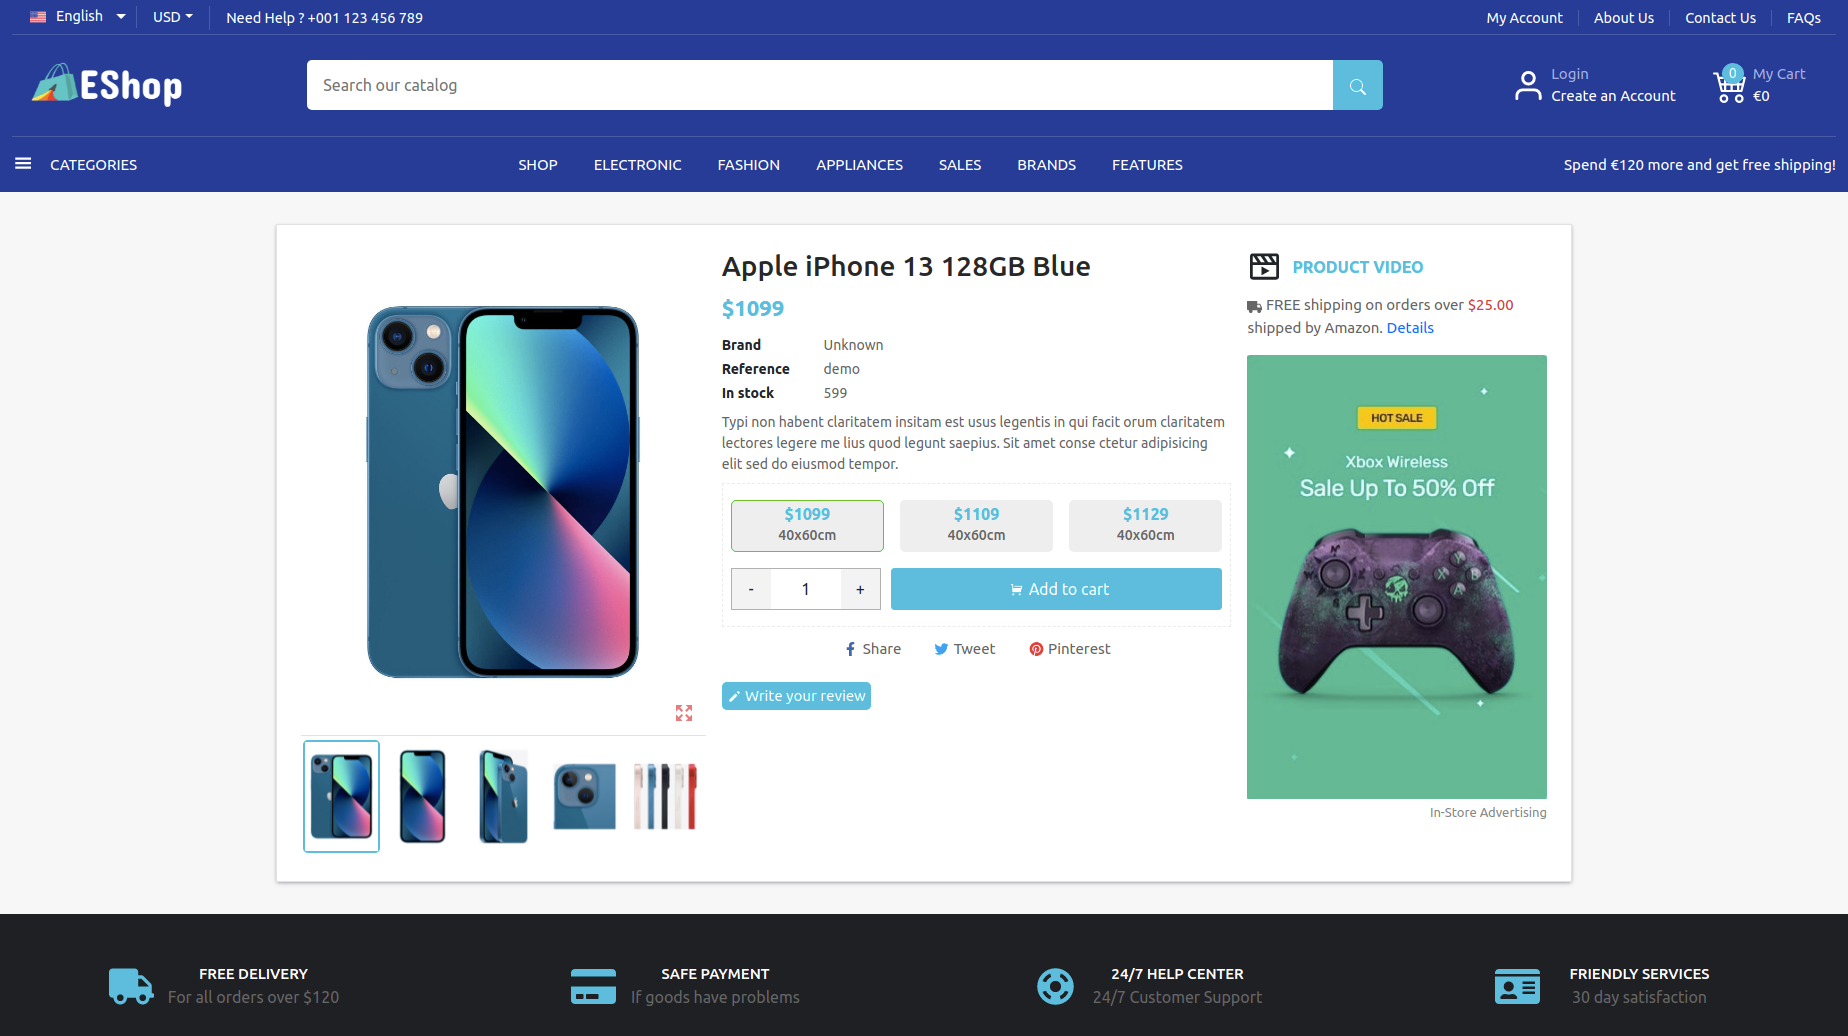 English
USD
Need Help ? +001 123 456 789
My Account
About Us
Contact Us
FAQs
EShop
Search our catalog
Login
Create an Account
0
My Cart
€0
CATEGORIES
SHOP
ELECTRONIC
FASHION
APPLIANCES
SALES
BRANDS
FEATURES
Spend €120 more and get free shipping!
Apple iPhone 13 128GB Blue
$1099
Brand Unknown
Reference demo
In stock 599
Typi non habent claritatem insitam est usus legentis in qui facit orum claritatem
lectores legere me lius quod legunt saepius. Sit amet conse ctetur adipisicing
elit sed do eiusmod tempor.
$1099
40x60cm
$1109
40x60cm
$1129
40x60cm
- 1 +
Add to cart
Share
Tweet
Pinterest
Write your review
PRODUCT VIDEO
FREE shipping on orders over $25.00
shipped by Amazon. Details
HOT SALE
Xbox Wireless
Sale Up To 50% Off
Y
X
B
A
In-Store Advertising
FREE DELIVERY
For all orders over $120
SAFE PAYMENT
If goods have problems
24/7 HELP CENTER
24/7 Customer Support
FRIENDLY SERVICES
30 day satisfaction